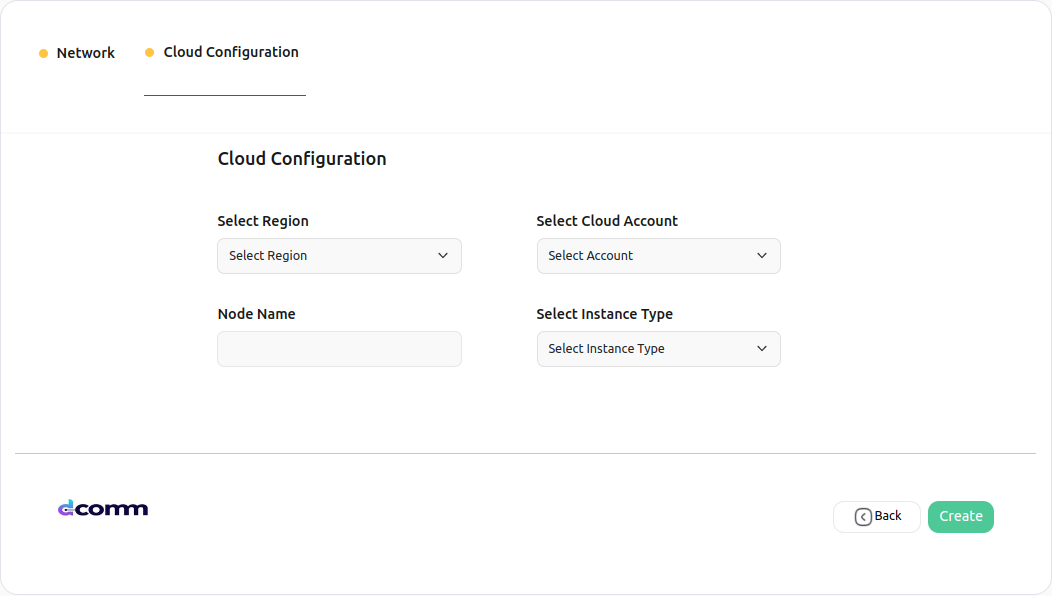 Network
Cloud Configuration
Cloud Configuration
Select Region
Select Cloud Account
Select Region
Select Account
Node Name
Select Instance Type
Select Instance Type
dcomm
Back
Create